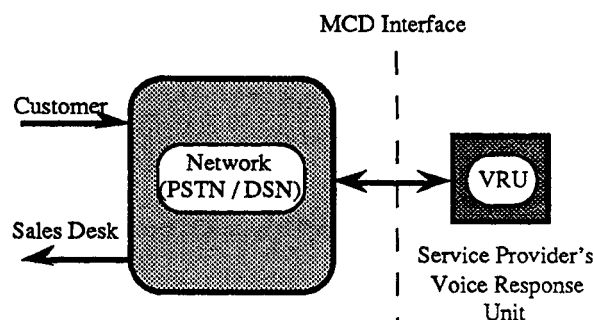 MCD Interface
Customer
Network
(PSTN / DSN)
VRU
Sales Desk
Service Provider's
Voice Response
Unit